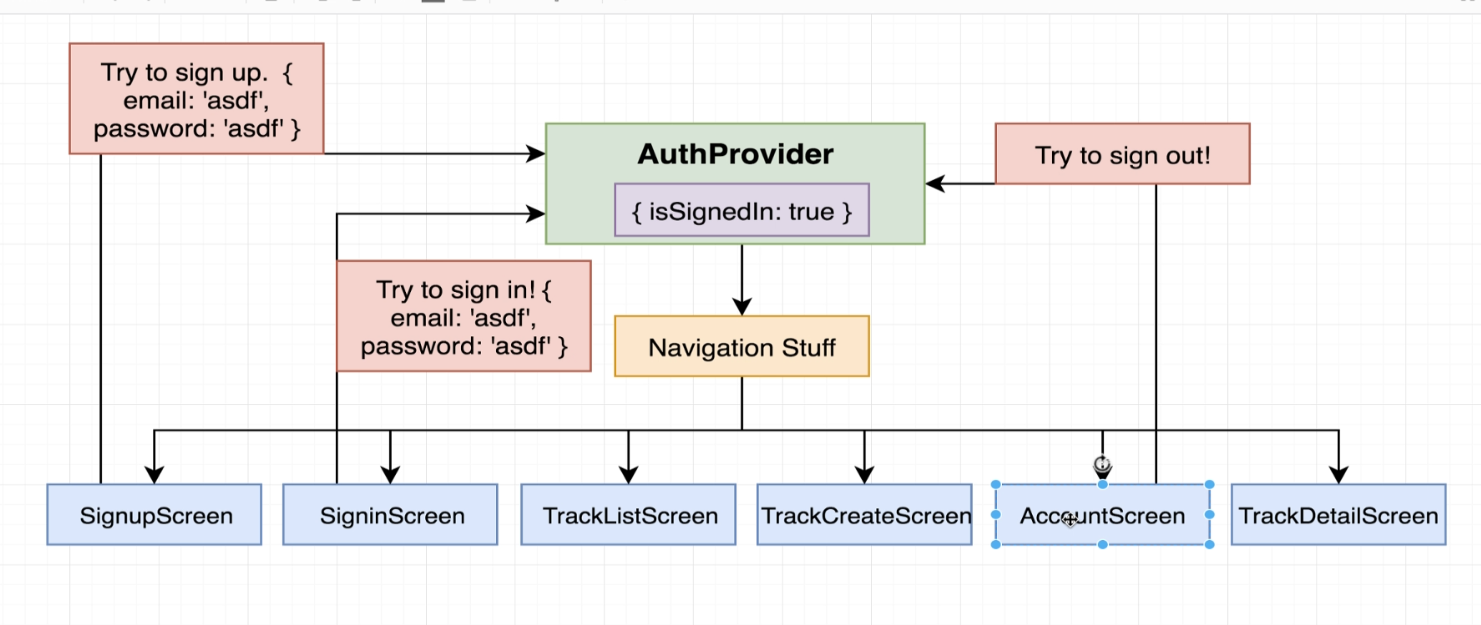 Try to sign up.  {
email: 'asdf',
password: 'asdf' }
AuthProvider
{ isSignedIn: true }
Try to sign out!
Try to sign in! {
email: 'asdf',
password: 'asdf' }
Navigation Stuff
SignupScreen
SigninScreen
TrackListScreen
TrackCreateScreen
AccountScreen
TrackDetailScreen